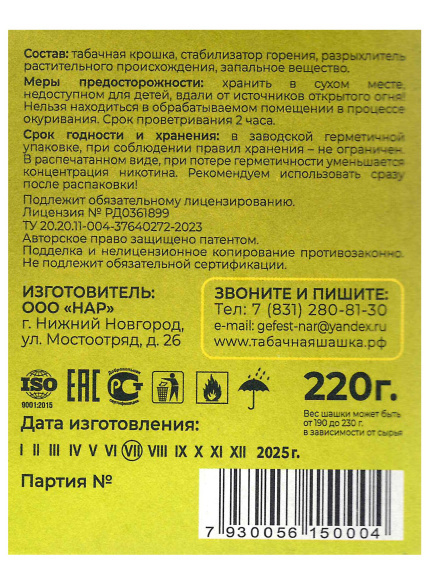 Состав: табачная крошка, стабилизатор горения, разрыхлитель
растительного происхождения, запальное вещество.
Меры предосторожности: хранить в сухом месте,
недоступном для детей, вдали от источников открытого огня!
Нельзя находиться в обрабатываемом помещении в процессе
окуривания. Срок проветривания 2 часа.
Срок годности и хранения: в заводской герметичной
упаковке, при соблюдении правил хранения – не ограничен.
В распечатанном виде, при потере герметичности уменьшается
концентрация никотина. Рекомендуем использовать сразу
после распаковки!
Подлежит обязательному лицензированию.
Лицензия № РД0361899
ТУ 20.20.11-004-37640272-2023
Авторское право защищено патентом.
Подделка и нелицензионное копирование противозаконно.
Не подлежит обязательной сертификации.
ИЗГОТОВИТЕЛЬ:
ООО «НАР»
г. Нижний Новгород,
ул. Мостоотряд, д. 26
ЗВОНИТЕ И ПИШИТЕ:
Тел: 7 (831) 280-81-30
e-mail: gefest-nar@yandex.ru
www.табачнаяшашка.рф
ISO
9001:2015
ЕАС
Добровольная
РСТ
сертификация
220г.
Вес шашки может быть
от 190 до 230 г.
в зависимости от сырья
Дата изготовления:
I II III IV V VI VII VIII IX X XI XII 2025 г.
Партия №
7 930056 150004